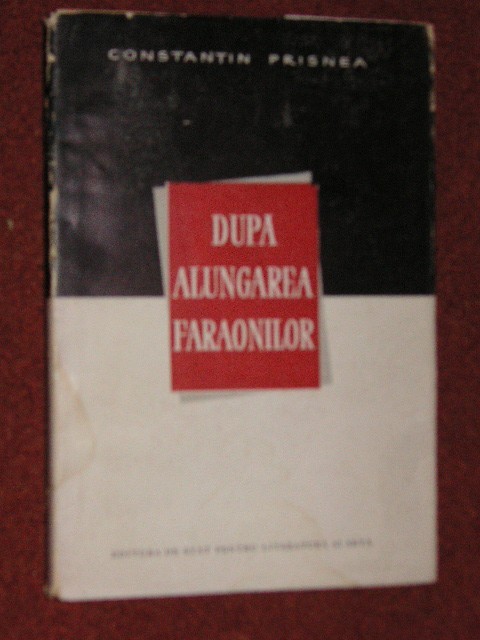 CONSTANTIN PRISNEA
DUPA
ALUNGAREA
FARAONILOR
EDITURA DE STAT PENTRU LITERATURA SI ARTA